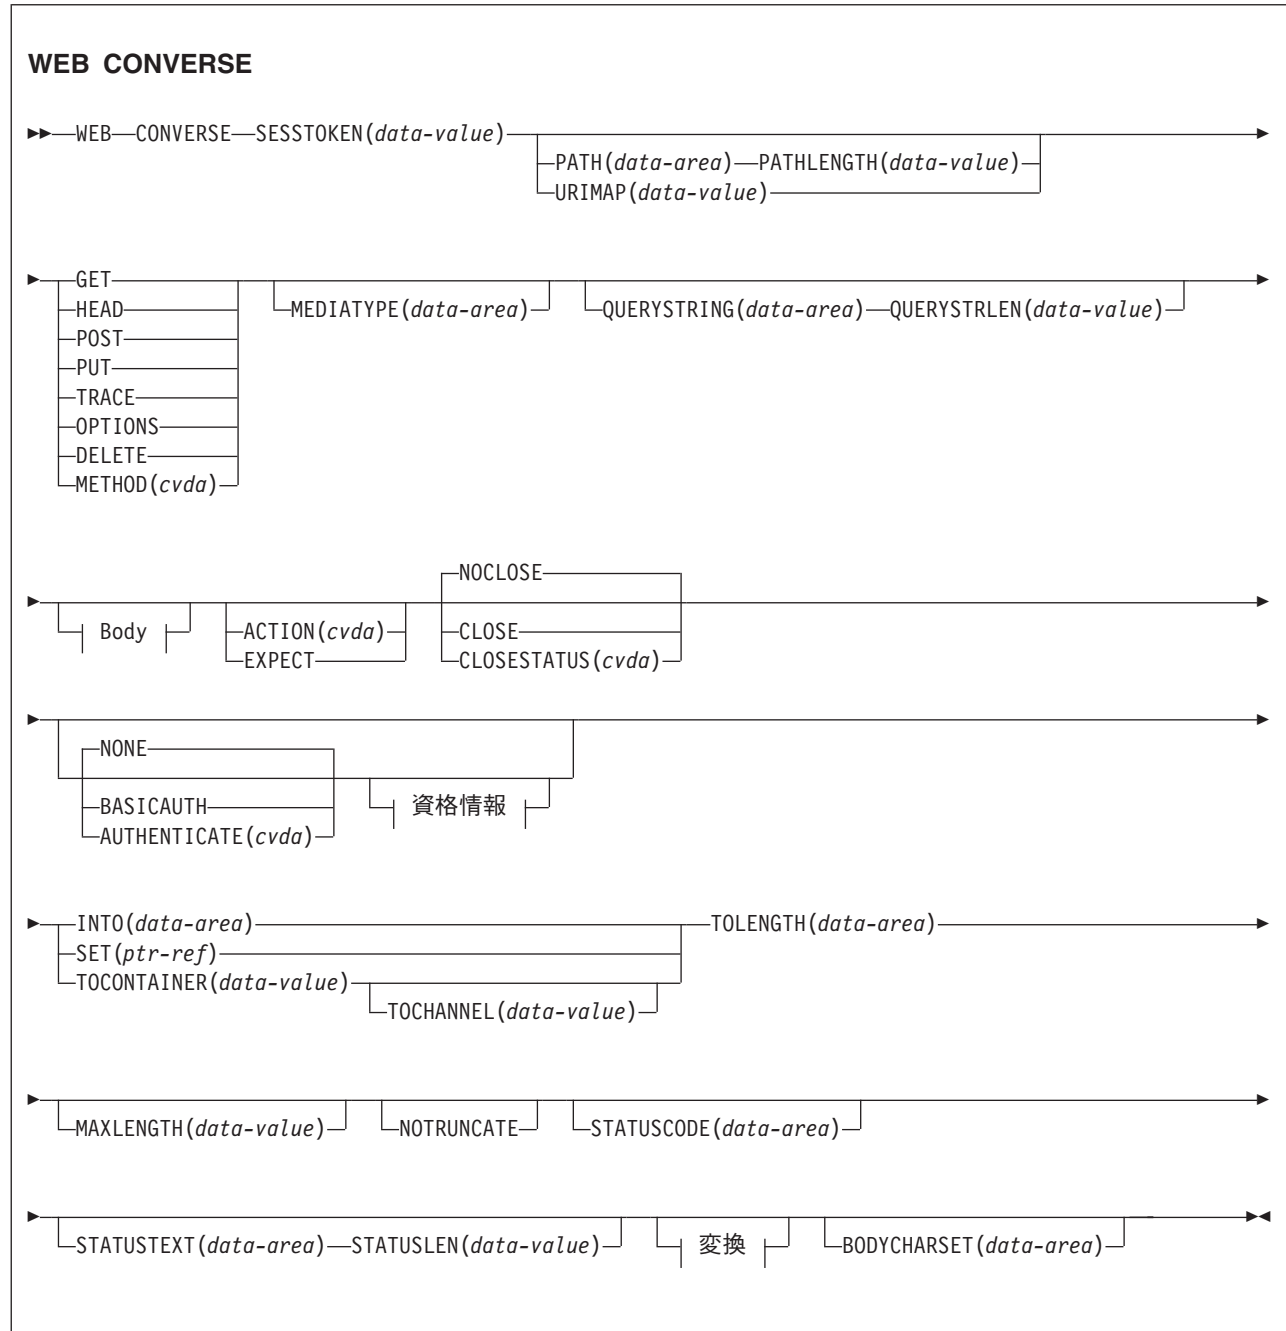 WEB CONVERSE
WEB CONVERSE SESSTOKEN(data-value)
PATH(data-area) PATHLENGTH(data-value)
URIMAP(data-value)
GET
HEAD
POST
PUT
TRACE
OPTIONS
DELETE
METHOD(cvda)
MEDIATYPE(data-area)
QUERYSTRING(data-area) QUERYSTRLEN(data-value)
Body
ACTION(cvda)
EXPECT
NOCLOSE
CLOSE
CLOSESTATUS(cvda)
NONE
BASICAUTH
AUTHENTICATE(cvda)
資格情報
INTO(data-area)
SET(ptr-ref)
TOCONTAINER(data-value)
TOCHANNEL(data-value)
TOLENGTH(data-area)
MAXLENGTH(data-value)
NOTRUNCATE
STATUSCODE(data-area)
STATUSTEXT(data-area) STATUSLEN(data-value)
変換
BODYCHARSET(data-area)